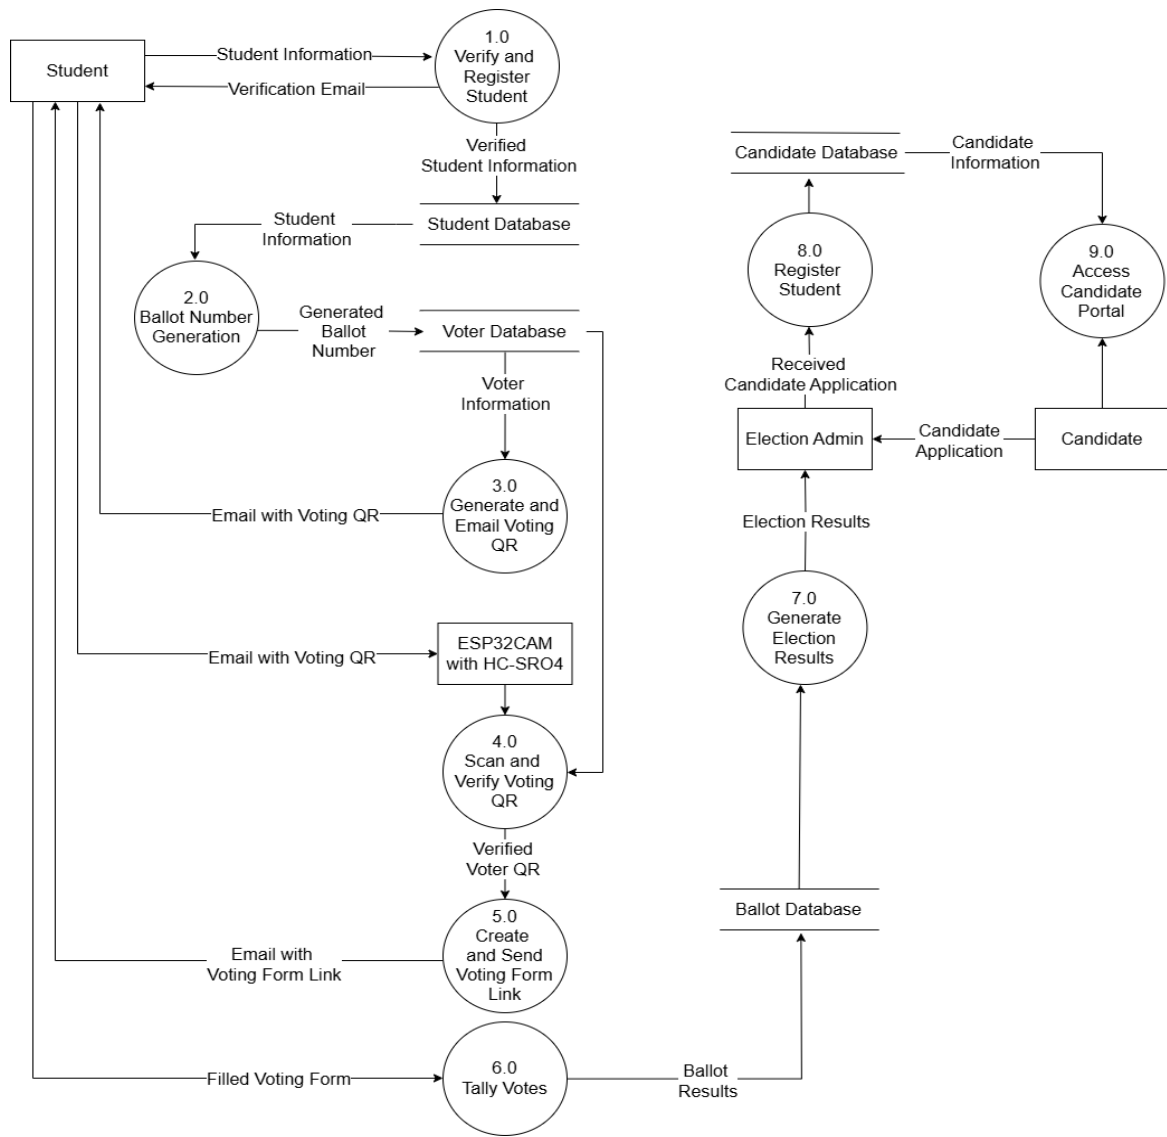 Student
Student Information
Verification Email
1.0
Verify and
Register
Student
Verified
Student Information
Student Database
Student
Information
2.0
Ballot Number
Generation
Generated
Ballot
Number
Voter Database
Voter
Information
3.0
Generate and
Email Voting
QR
Email with Voting QR
Email with Voting QR
ESP32CAM
with HC-SRO4
4.0
Scan and
Verify Voting
QR
Verified
Voter QR
5.0
Create
and Send
Voting Form
Link
Email with
Voting Form Link
Filled Voting Form
6.0
Tally Votes
Ballot
Results
Ballot Database
7.0
Generate
Election
Results
Election Results
Election Admin
Candidate
Application
Candidate
Received
Candidate Application
8.0
Register
Student
Candidate Database
Candidate
Information
9.0
Access
Candidate
Portal